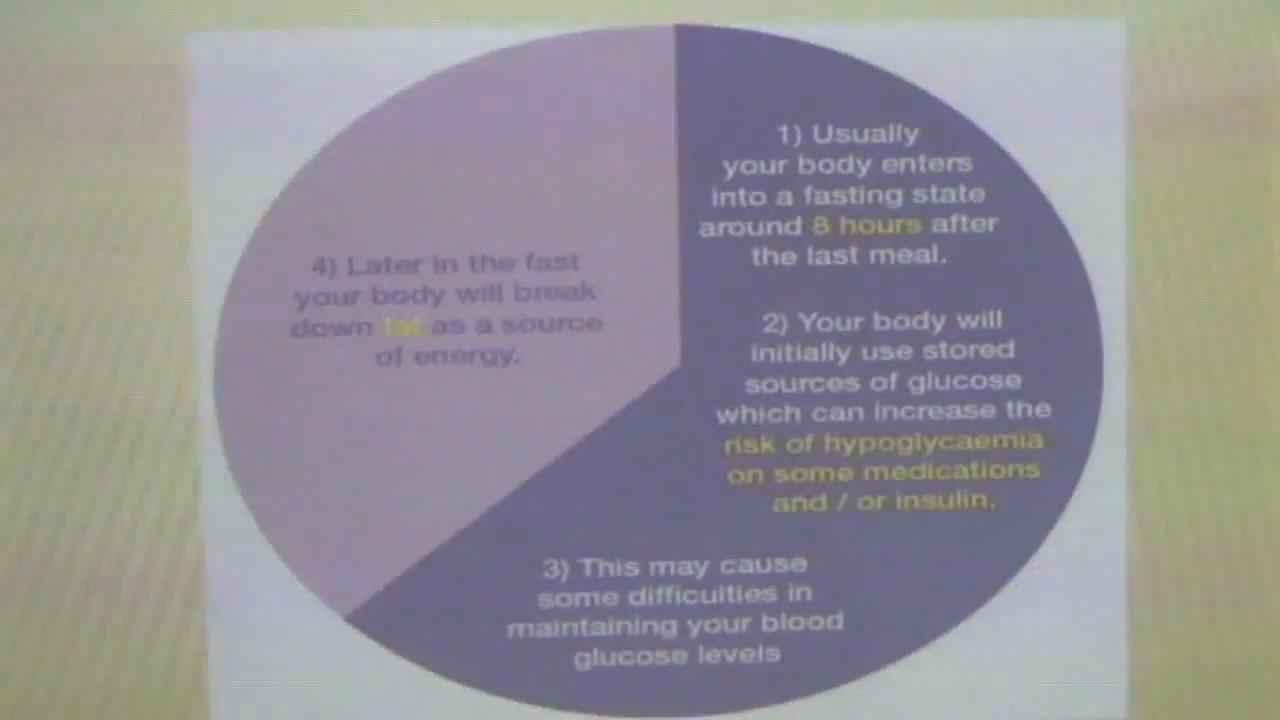 1) Usually
your body enters
into a fasting state
around 8 hours after
the last meal.
2) Your body will
initially use stored
sources of glucose
which can increase the
risk of hypoglycaemia
on some medications
and / or insulin.
3) This may cause
some difficulties in
maintaining your blood
glucose levels
4) Later in the fast
your body will break
down fat as a source
of energy.